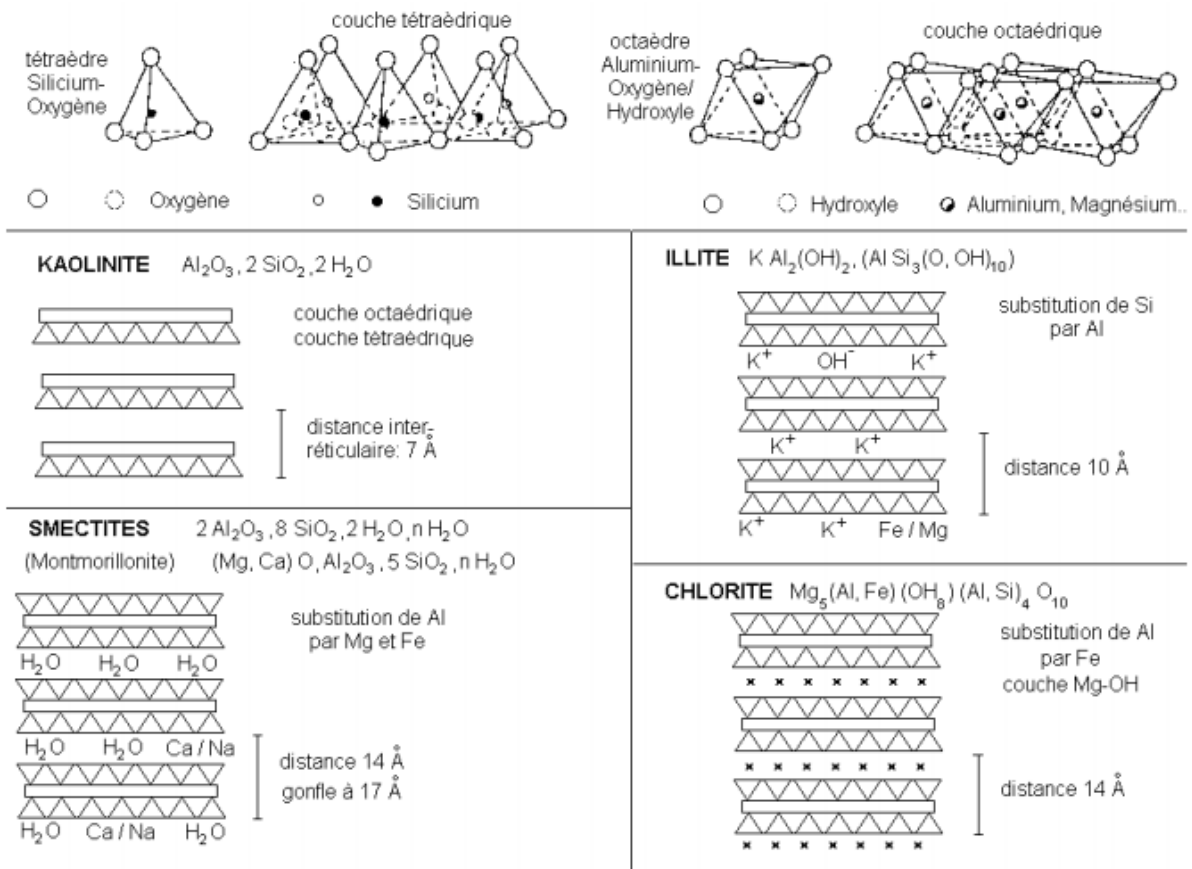 tétraèdre
Silicium-
Oxygène
couche tétraèdrique
octaèdre
Aluminium-
Oxygène/
Hydroxyle
couche octaédrique
Oxygène
Silicium
Hydroxyle
Aluminium, Magnésium..
KAOLINITE Al₂O₃, 2 SiO₂, 2 H₂O
couche octaédrique
couche tètraèdrique
distance inter-
réticulaire: 7 Å
ILLITE K Al₂(OH)₂, (Al Si₃(O, OH)₁₀)
substitution de Si
par Al
K⁺ OH⁻ K⁺
K⁺ K⁺
distance 10 Å
K⁺ K⁺ Fe / Mg
SMECTITES 2 Al₂O₃, 8 SiO₂, 2 H₂O, n H₂O
(Montmorillonite) (Mg, Ca) O, Al₂O₃, 5 SiO₂, n H₂O
substitution de Al
par Mg et Fe
H₂O H₂O H₂O
H₂O H₂O Ca / Na
distance 14 Å
gonfle à 17 Å
H₂O Ca / Na H₂O
CHLORITE Mg₅(Al, Fe) (OH₈) (Al, Si)₄ O₁₀
substitution de Al
par Fe
couche Mg-OH
distance 14 Å